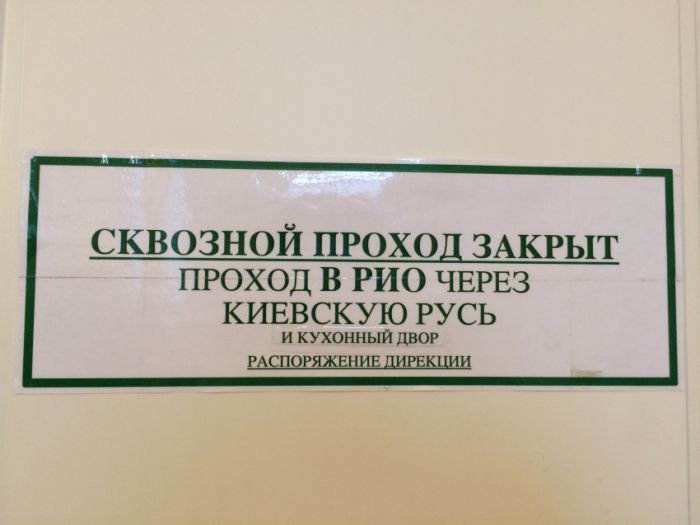 СКВОЗНОЙ ПРОХОД ЗАКРЫТ
ПРОХОД В РИО ЧЕРЕЗ
КИЕВСКУЮ РУСЬ
И КУХОННЫЙ ДВОР
РАСПОРЯЖЕНИЕ ДИРЕКЦИИ